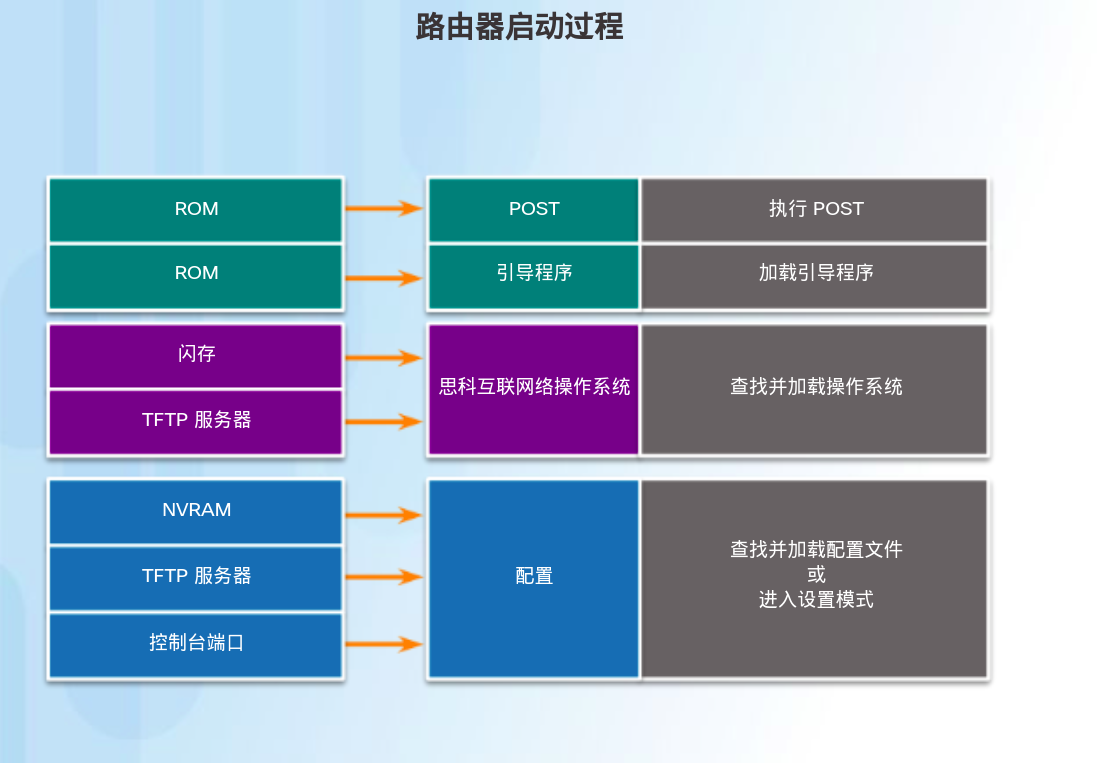 路由器启动过程
ROM
POST
执行 POST
ROM
引导程序
加载引导程序
闪存
TFTP 服务器
思科互联网络操作系统
查找并加载操作系统
NVRAM
TFTP 服务器
控制台端口
配置
查找并加载配置文件
或
进入设置模式